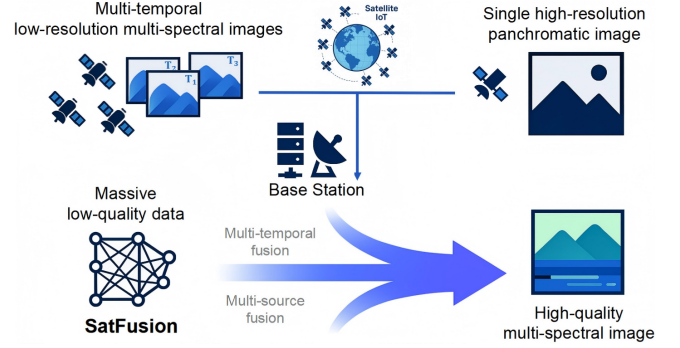 Multi-temporal
low-resolution multi-spectral images
T2
T1
T3
Satellite
IoT
Single high-resolution
panchromatic image
Base Station
Massive
low-quality data
SatFusion
Multi-temporal
fusion
Multi-source
fusion
High-quality
multi-spectral image